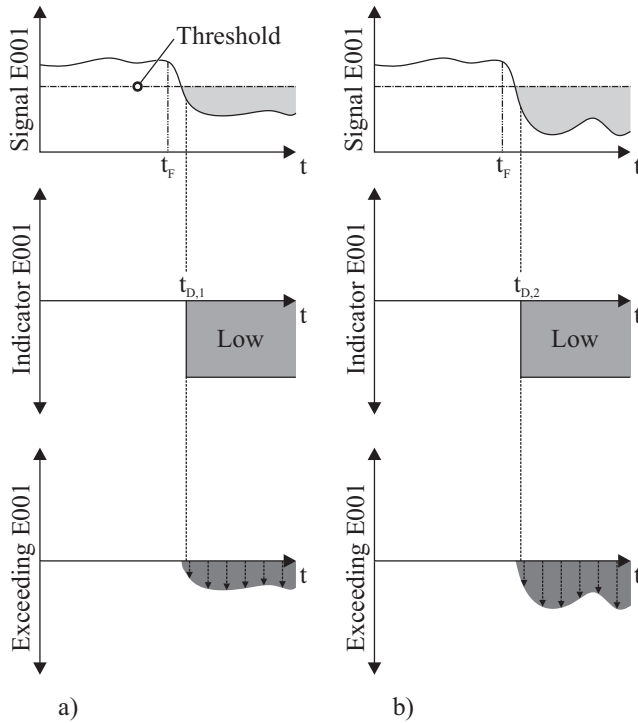 Signal E001
Threshold
t_F
t
Signal E001
t_F
t
Indicator E001
t_D,1
Low
t
Indicator E001
t_D,2
Low
t
Exceeding E001
t
Exceeding E001
t
a)
b)